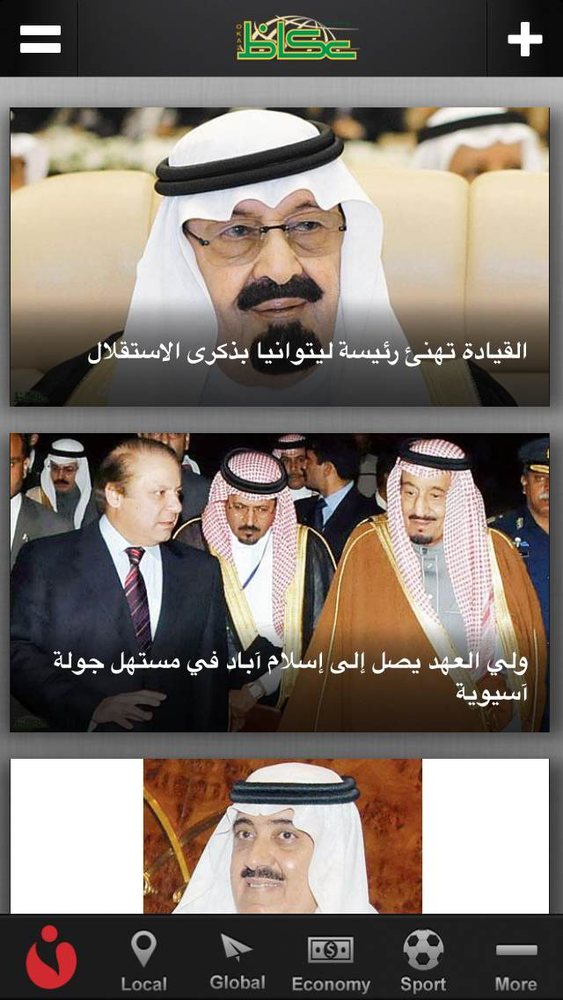 OKAZ
عكاظ
القيادة تهنئ رئيسة ليتوانيا بذكرى الاستقلال
ولي العهد يصل إلى إسلام آباد في مستهل جولة
آسيوية
Local
Global
Economy
Sport
More